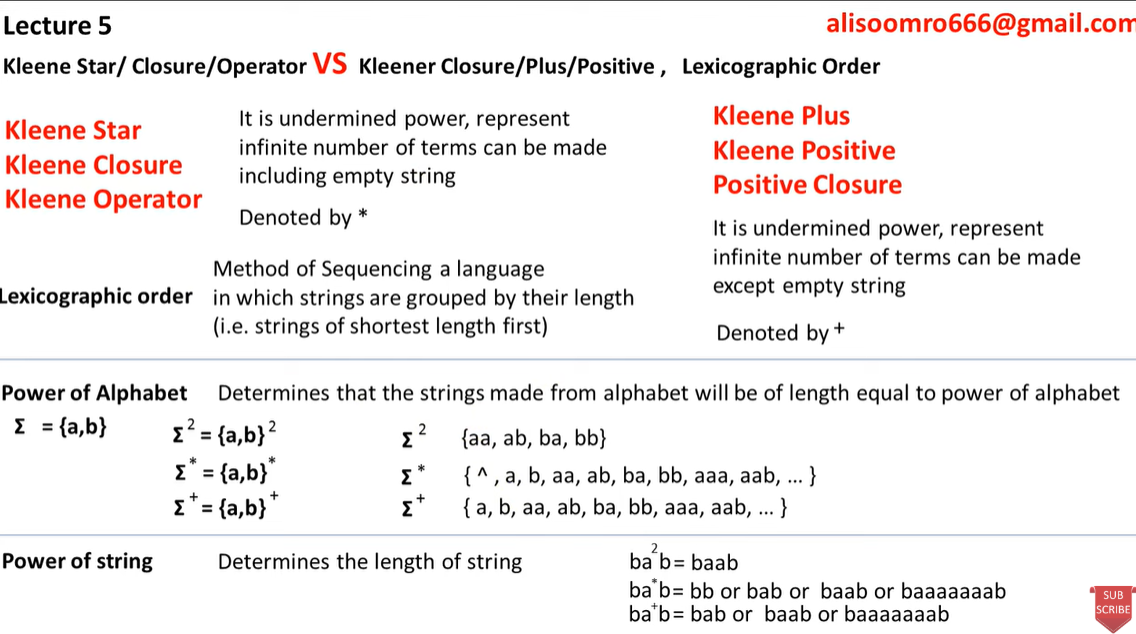 Lecture 5
alisoomro666@gmail.com
Kleene Star/ Closure/Operator VS Kleener Closure/Plus/Positive , Lexicographic Order
Kleene Star
Kleene Closure
Kleene Operator
It is undermined power, represent
infinite number of terms can be made
including empty string
Denoted by *
Kleene Plus
Kleene Positive
Positive Closure
It is undermined power, represent
infinite number of terms can be made
except empty string
Denoted by +
Lexicographic order
Method of Sequencing a language
in which strings are grouped by their length
(i.e. strings of shortest length first)
Power of Alphabet Determines that the strings made from alphabet will be of length equal to power of alphabet
Σ = {a,b}
Σ² = {a,b}² Σ² {aa, ab, ba, bb}
Σ* = {a,b}* Σ* { ^ , a, b, aa, ab, ba, bb, aaa, aab, ... }
Σ⁺ = {a,b}⁺ Σ⁺ { a, b, aa, ab, ba, bb, aaa, aab, ... }
Power of string Determines the length of string
ba²b= baab
ba*b= bb or bab or baab or baaaaaaab
ba⁺b= bab or baab or baaaaaaab
SUB
SCRIBE